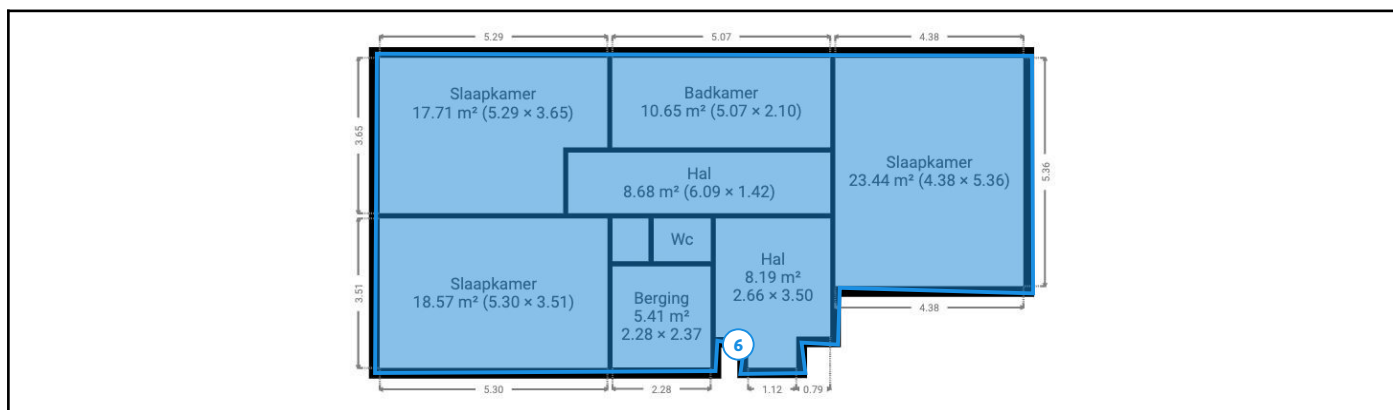 5.29
5.07
4.38
Slaapkamer
17.71 m² (5.29 × 3.65)
Badkamer
10.65 m² (5.07 × 2.10)
3.65
Slaapkamer
23.44 m² (4.38 × 5.36)
5.36
Hal
8.68 m² (6.09 × 1.42)
Wc
Hal
8.19 m²
2.66 × 3.50
Slaapkamer
18.57 m² (5.30 × 3.51)
3.51
Berging
5.41 m²
2.28 × 2.37
4.38
6
5.30
2.28
1.12
0.79